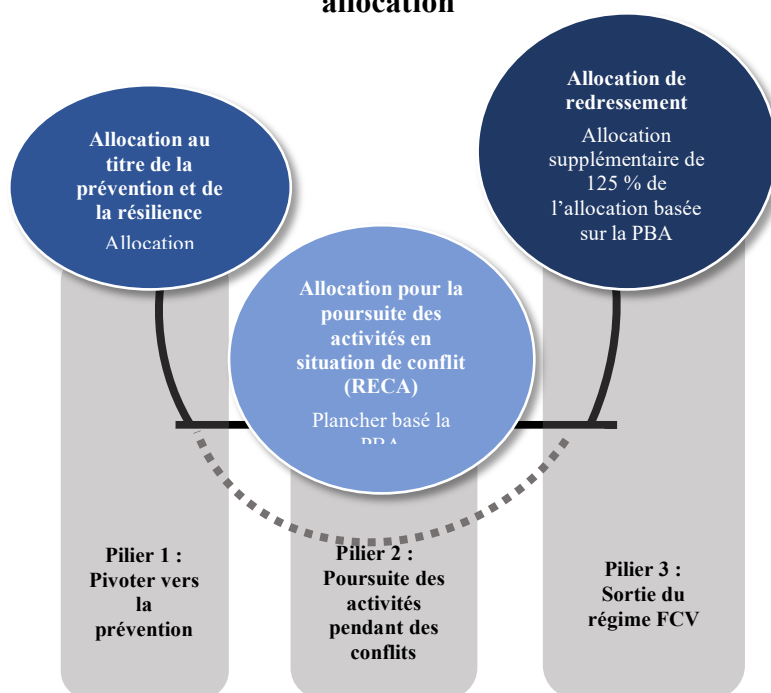 allocation
Allocation au
titre de la
prévention et de
la résilience
Allocation
Allocation pour la
poursuite des
activités en
situation de conflit
(RECA)
Plancher basé la
PBA
Allocation de
redressement
Allocation
supplémentaire de
125 % de
l’allocation basée
sur la PBA
Pilier 1 :
Pivoter vers
la
prévention
Pilier 2 :
Poursuite des
activités
pendant des
conflits
Pilier 3 :
Sortie du
régime FCV